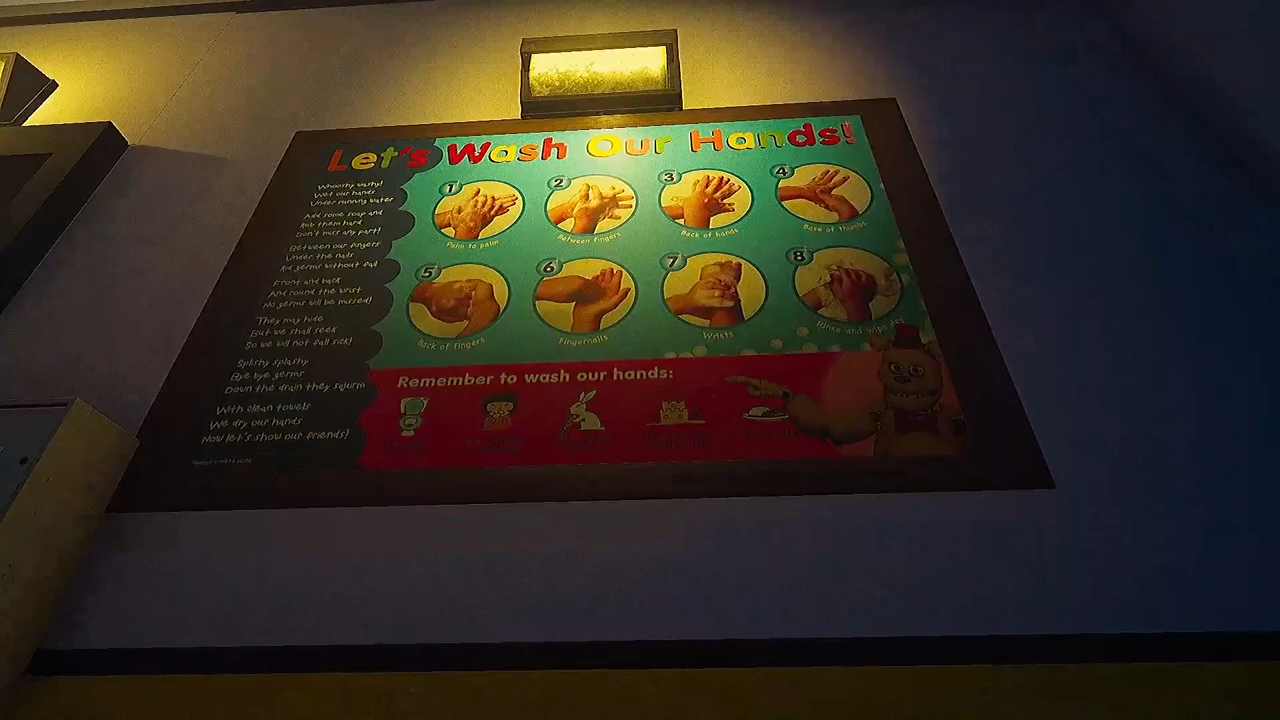 Let's Wash Our Hands!
Whooshy washy!
Wet our hands
Under running water
Add some soap and
Rub them hard
Don't miss any part!
Between our fingers
Under the nails
Rid germs without fail
Front and back
And round the wrist
No germs will be missed!
They may hide
But we shall seek
So we will not fall sick!
Splishy splashy
Bye bye germs
Down the drain they squirm
With clean towels
We dry our hands
Now let's show our friends!
1
Palm to palm
2
Between fingers
3
Back of hands
4
Base of thumbs
5
Back of fingers
6
Fingernails
7
Wrists
8
Rinse and wipe dry
Remember to wash our hands: